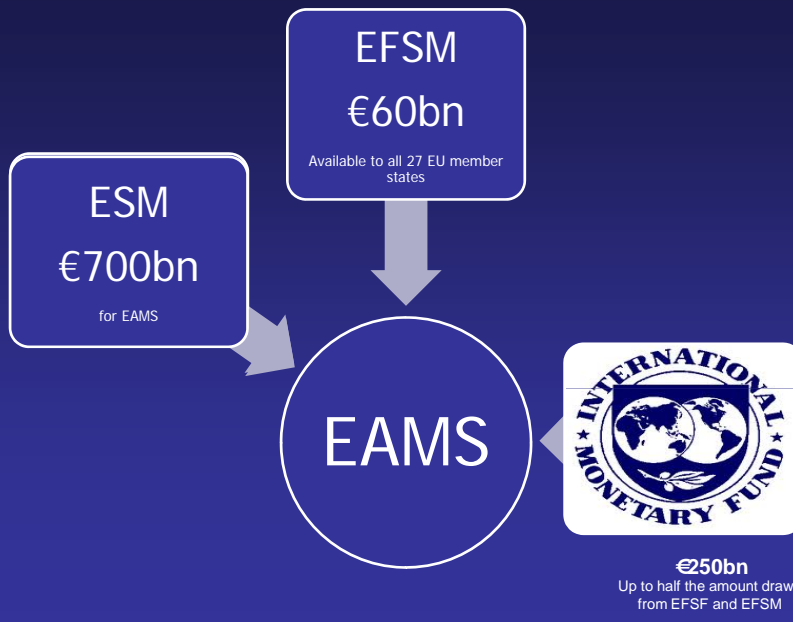 EFSM
€60bn
Available to all 27 EU member
states
ESM
€700bn
for EAMS
EAMS
INTERNATIONAL
MONETARY FUND
€250bn
Up to half the amount draw
from EFSF and EFSM